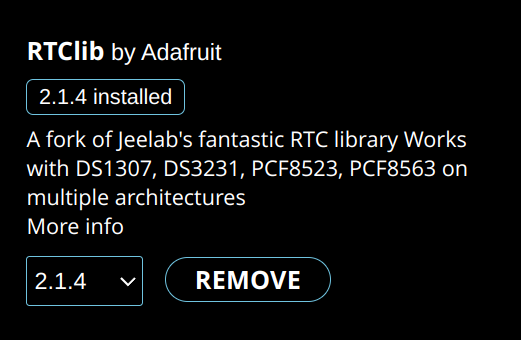 RTClib by Adafruit
2.1.4 installed
A fork of Jeelab's fantastic RTC library Works
with DS1307, DS3231, PCF8523, PCF8563 on
multiple architectures
More info
2.1.4
REMOVE